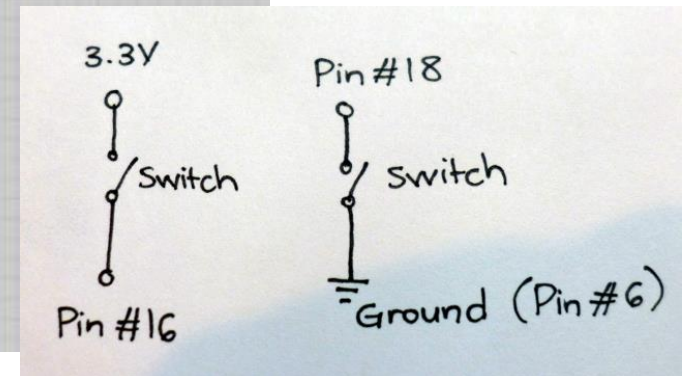 3.3V
Switch
Pin #16
Pin #18
Switch
Ground (Pin #6)